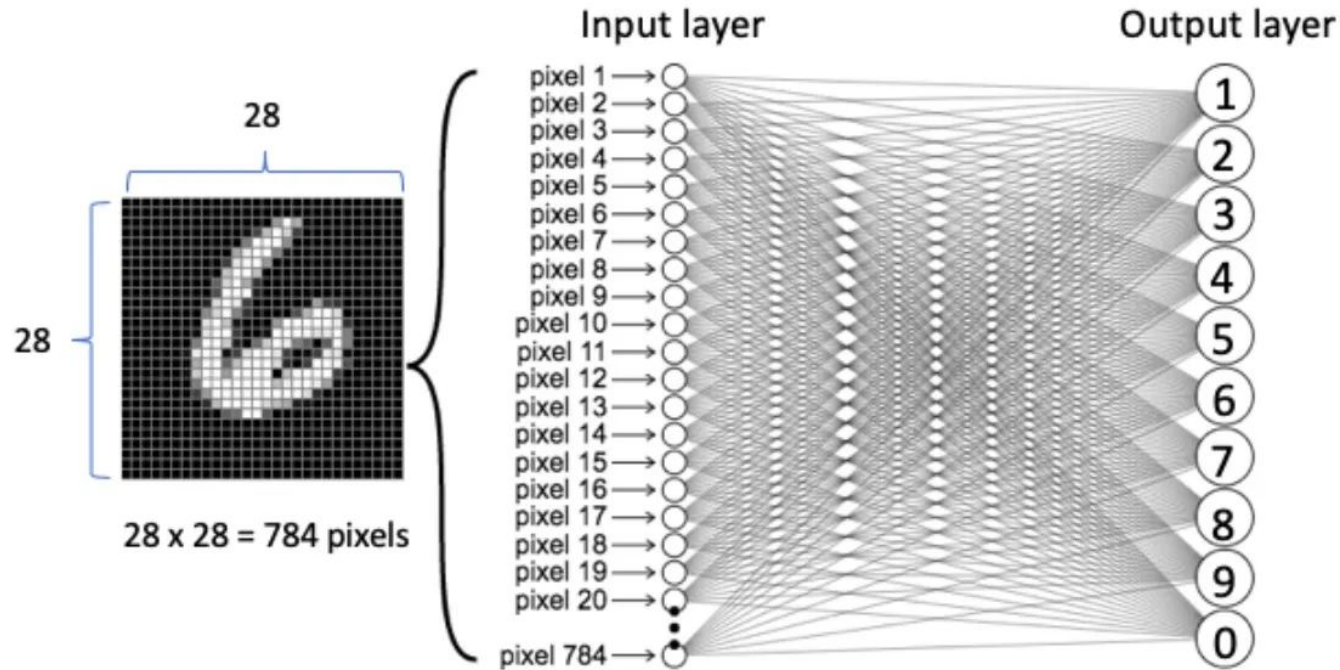 Input layer
Output layer
28
28
28 x 28 = 784 pixels
pixel 1
pixel 2
pixel 3
pixel 4
pixel 5
pixel 6
pixel 7
pixel 8
pixel 9
pixel 10
pixel 11
pixel 12
pixel 13
pixel 14
pixel 15
pixel 16
pixel 17
pixel 18
pixel 19
pixel 20
pixel 784
1
2
3
4
5
6
7
8
9
0